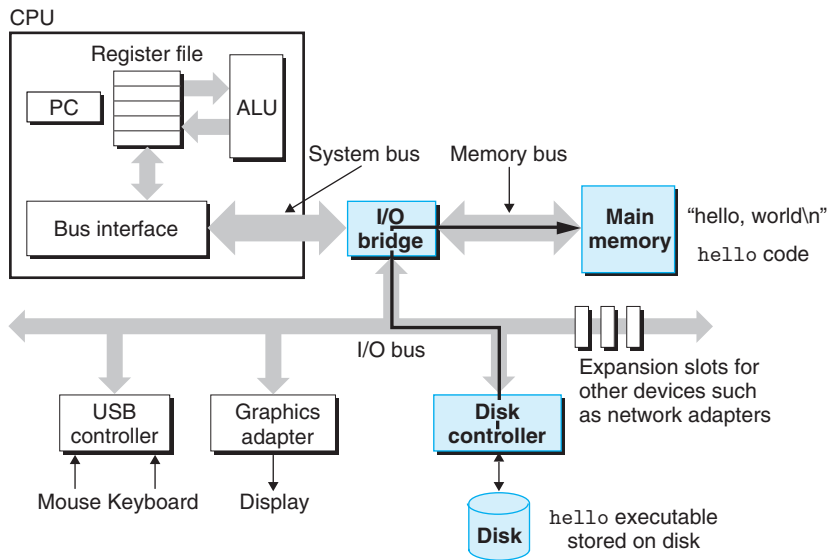 CPU
Register file
PC
ALU
System bus
Memory bus
Bus interface
I/O
bridge
Main
memory
“hello, world\n”
hello code
I/O bus
Expansion slots for
other devices such
as network adapters
USB
controller
Graphics
adapter
Disk
controller
Mouse Keyboard
Display
Disk
hello executable
stored on disk